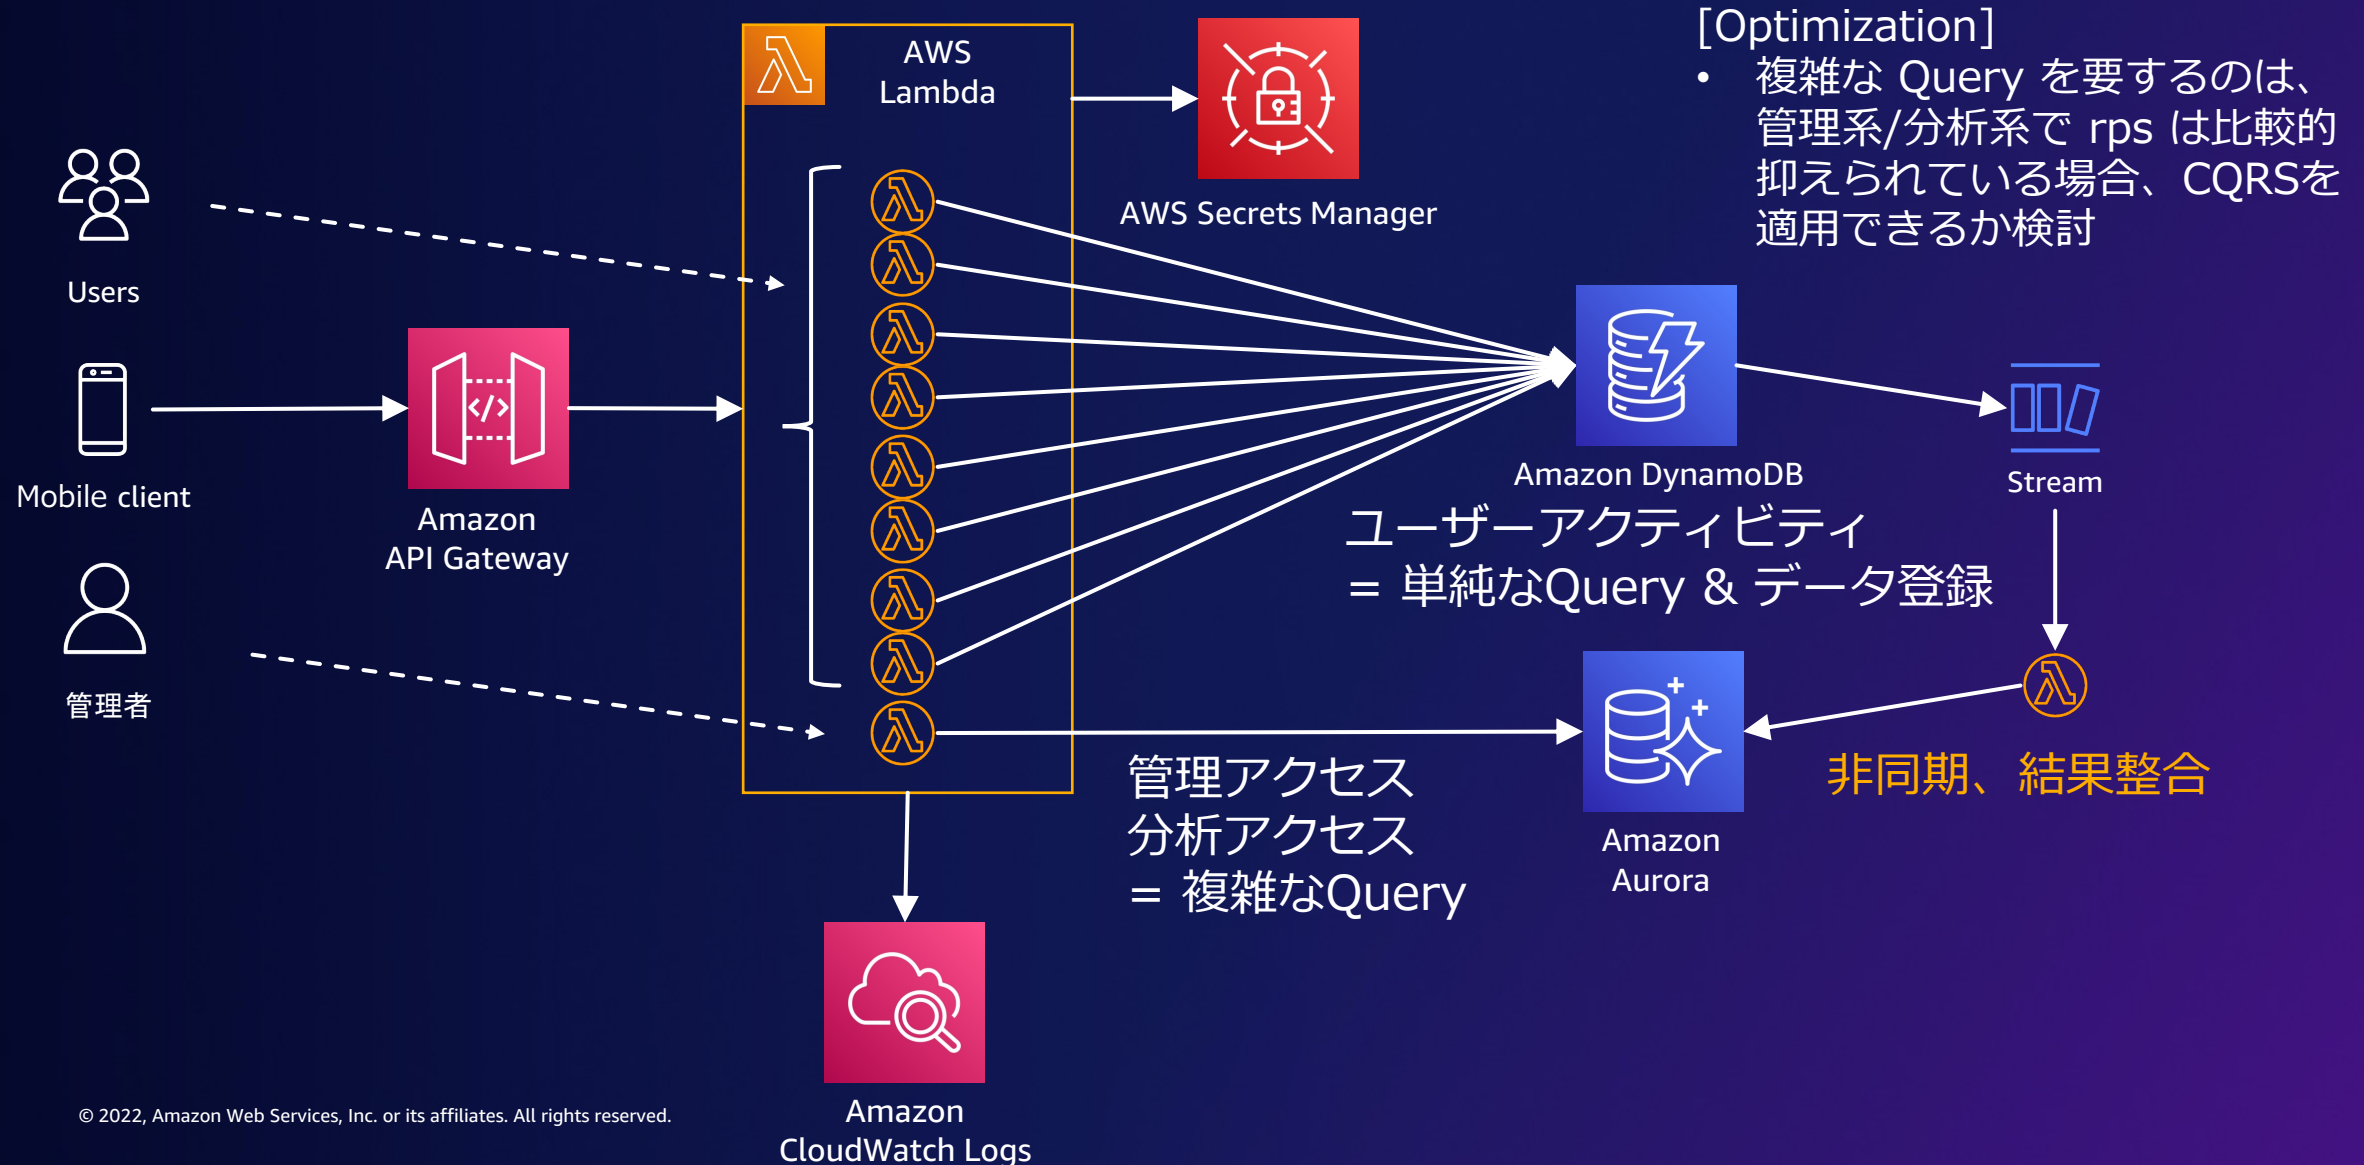 [Optimization]
• 複雑な Query を要するのは、
管理系/分析系で rps は比較的
抑えられている場合、CQRSを
適用できるか検討
AWS
Lambda
AWS Secrets Manager
Users
Mobile client
Amazon
API Gateway
管理者
Amazon DynamoDB
ユーザーアクティビティ
= 単純なQuery & データ登録
Stream
管理アクセス
分析アクセス
= 複雑なQuery
Amazon
Aurora
非同期、結果整合
Amazon
CloudWatch Logs
© 2022, Amazon Web Services, Inc. or its affiliates. All rights reserved.